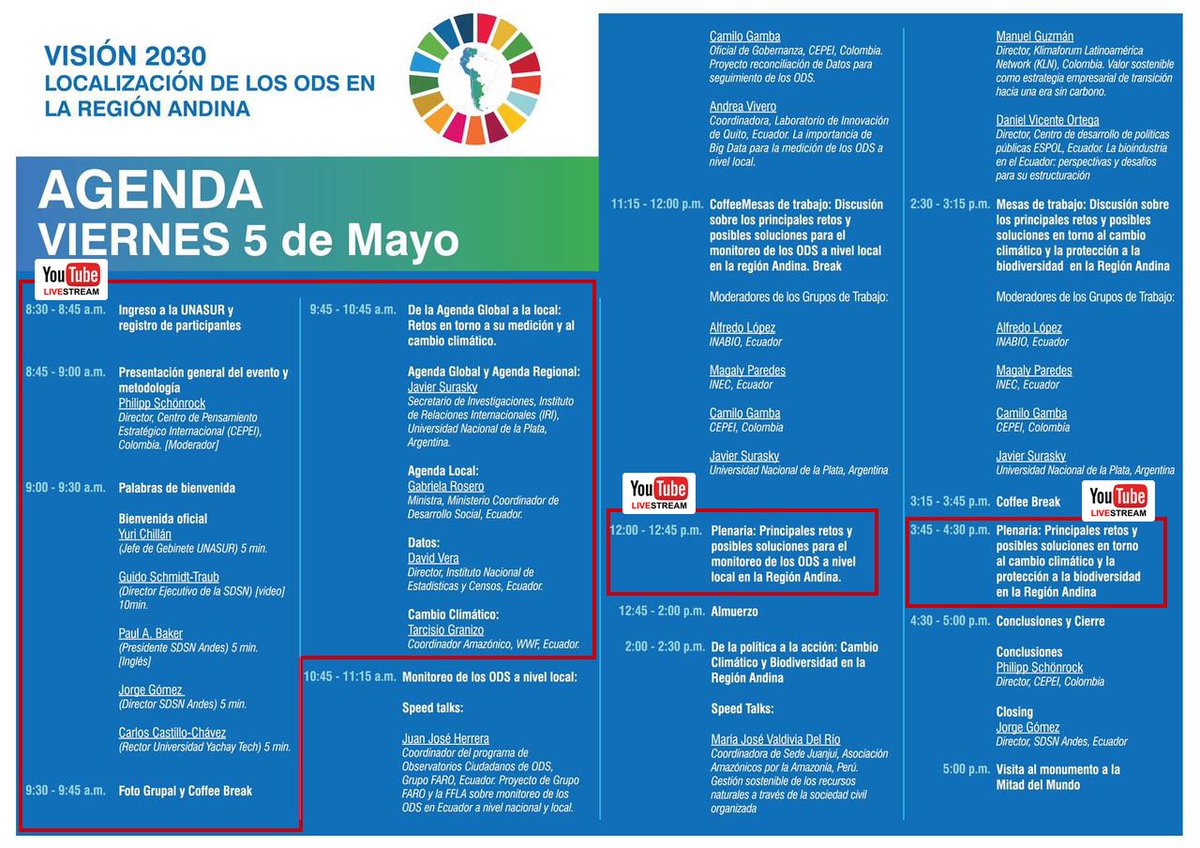 VISIÓN 2030
LOCALIZACIÓN DE LOS ODS EN
LA REGIÓN ANDINA
AGENDA
VIERNES 5 de Mayo
YouTube
LIVESTREAM
8:30 - 8:45 a.m. Ingreso a la UNASUR y
registro de participantes
8:45 - 9:00 a.m. Presentación general del evento y
metodología
Philipp Schönrock
Director, Centro de Pensamiento
Estratégico Internacional (CEPEI),
Colombia. [Moderador]
9:00 - 9:30 a.m. Palabras de bienvenida
Bienvenida oficial
Yuri Chillán
(Jefe de Gebinete UNASUR) 5 min.
Guido Schmidt-Traub
(Director Ejecutivo de la SDSN) [video]
10min.
Paul A. Baker
(Presidente SDSN Andes) 5 min.
[Inglés]
Jorge Gómez
(Director SDSN Andes) 5 min.
Carlos Castillo-Chávez
(Rector Universidad Yachay Tech) 5 min.
9:30 - 9:45 a.m. Foto Grupal y Coffee Break
9:45 - 10:45 a.m. De la Agenda Global a la local:
Retos en torno a su medición y al
cambio climático.
Agenda Global y Agenda Regional:
Javier Surasky
Secretario de Investigaciones, Instituto
de Relaciones Internacionales (IRI),
Universidad Nacional de la Plata,
Argentina.
Agenda Local:
Gabriela Rosero
Ministra, Ministerio Coordinador de
Desarrollo Social, Ecuador.
Datos:
David Vera
Director, Instituto Nacional de
Estadísticas y Censos, Ecuador.
Cambio Climático:
Tarcisio Granizo
Coordinador Amazónico, WWF, Ecuador.
10:45 - 11:15 a.m. Monitoreo de los ODS a nivel local:
Speed talks:
Juan José Herrera
Coordinador del programa de
Observatorios Ciudadanos de ODS,
Grupo FARO, Ecuador. Proyecto de Grupo
FARO y la FFLA sobre monitoreo de los
ODS en Ecuador a nivel nacional y local.
Camilo Gamba
Oficial de Gobernanza, CEPEI, Colombia.
Proyecto reconciliación de Datos para
seguimiento de los ODS.
Andrea Vivero
Coordinadora, Laboratorio de Innovación
de Quito, Ecuador. La importancia de
Big Data para la medición de los ODS a
nivel local.
11:15 - 12:00 p.m. CoffeeMesas de trabajo: Discusión
sobre los principales retos y
posibles soluciones para el
monitoreo de los ODS a nivel local
en la región Andina. Break
Moderadores de los Grupos de Trabajo:
Alfredo López
INABIO, Ecuador
Magaly Paredes
INEC, Ecuador
Camilo Gamba
CEPEI, Colombia
Javier Surasky
Universidad Nacional de la Plata, Argentina
YouTube
LIVESTREAM
12:00 - 12:45 p.m. Plenaria: Principales retos y
posibles soluciones para el
monitoreo de los ODS a nivel
local en la Región Andina.
12:45 - 2:00 p.m. Almuerzo
2:00 - 2:30 p.m. De la política a la acción: Cambio
Climático y Biodiversidad en la
Región Andina
Speed Talks:
María José Valdivia Del Río
Coordinadora de Sede Juanjui, Asociación
Amazónicos por la Amazonía, Perú.
Gestión sostenible de los recursos
naturales a través de la sociedad civil
organizada
Manuel Guzmán
Director, Klimaforum Latinoamérica
Network (KLN), Colombia. Valor sostenible
como estrategia empresarial de transición
hacia una era sin carbono.
Daniel Vicente Ortega
Director, Centro de desarrollo de políticas
públicas ESPOL, Ecuador. La bioindustria
en el Ecuador: perspectivas y desafíos
para su estructuración
2:30 - 3:15 p.m. Mesas de trabajo: Discusión sobre
los principales retos y posibles
soluciones en torno al cambio
climático y la protección a la
biodiversidad en la Región Andina
Moderadores de los Grupos de Trabajo:
Alfredo López
INABIO, Ecuador
Magaly Paredes
INEC, Ecuador
Camilo Gamba
CEPEI, Colombia
Javier Surasky
Universidad Nacional de la Plata, Argentina
3:15 - 3:45 p.m. Coffee Break
YouTube
LIVESTREAM
3:45 - 4:30 p.m. Plenaria: Principales retos y
posibles soluciones en torno
al cambio climático y la
protección a la biodiversidad
en la Región Andina
4:30 - 5:00 p.m. Conclusiones y Cierre
Conclusiones
Philipp Schönrock
Director, CEPEI, Colombia
Closing
Jorge Gómez
Director, SDSN Andes, Ecuador
5:00 p.m. Visita al monumento a la
Mitad del Mundo